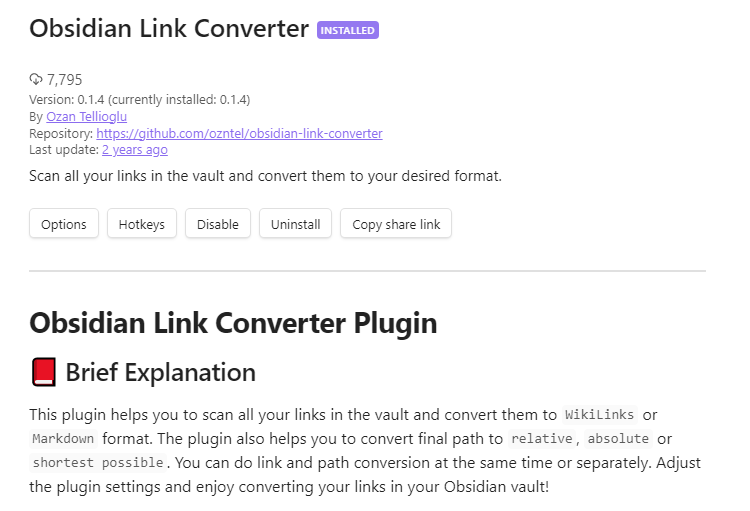 Obsidian Link Converter INSTALLED
7,795
Version: 0.1.4 (currently installed: 0.1.4)
By Ozan Tellioglu
Repository: https://github.com/ozntel/obsidian-link-converter
Last update: 2 years ago
Scan all your links in the vault and convert them to your desired format.
Options Hotkeys Disable Uninstall Copy share link
Obsidian Link Converter Plugin
Brief Explanation
This plugin helps you to scan all your links in the vault and convert them to WikiLinks or
Markdown format. The plugin also helps you to convert final path to relative, absolute or
shortest possible. You can do link and path conversion at the same time or separately. Adjust
the plugin settings and enjoy converting your links in your Obsidian vault!